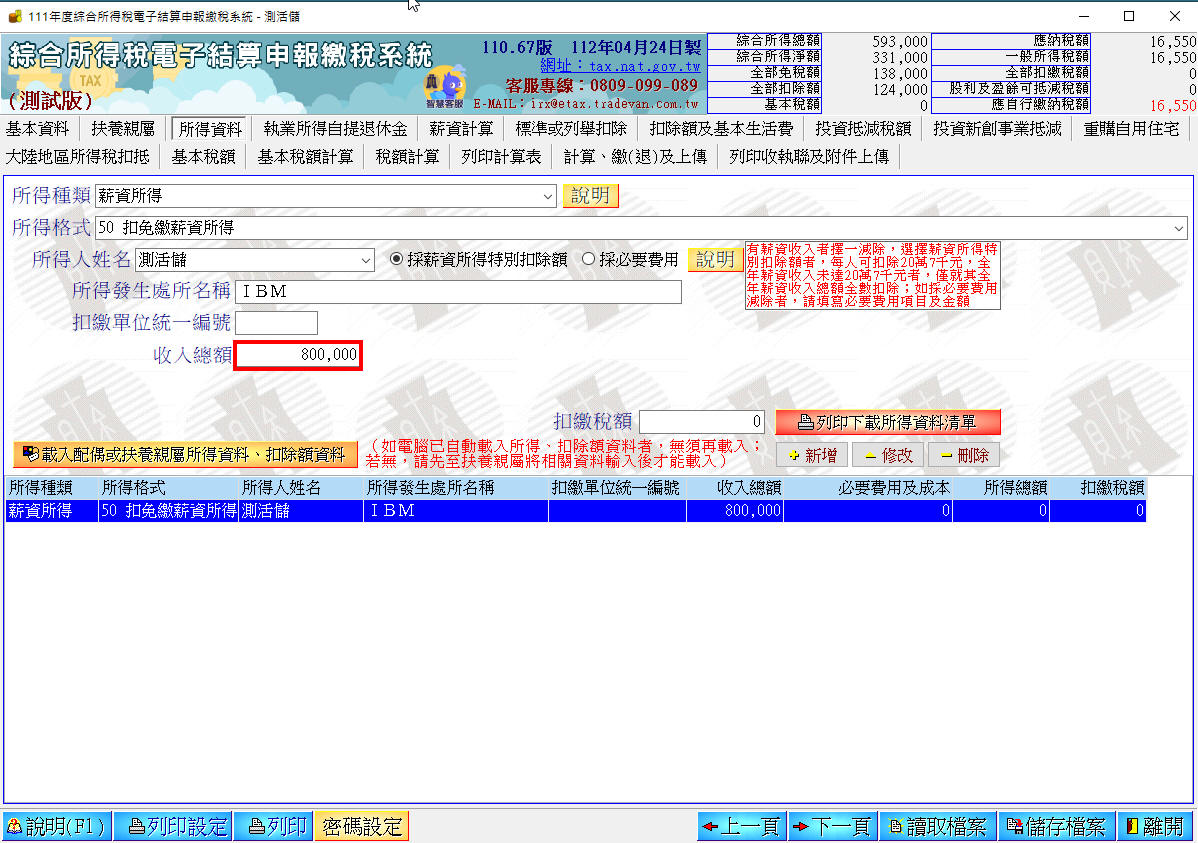 111年度綜合所得稅電子結算申報繳稅系統 - 測活儲
綜合所得稅電子結算申報繳稅系統
TAX
(測試版)
110.67版 112年04月24日製
網址：tax.nat.gov.tw
客服專線：0809-099-089
智慧客服
E-MAIL：irx@etax.tradevan.com.tw
綜合所得總額 593,000 應納稅額 16,550
綜合所得淨額 331,000 一般所得稅額 16,550
全部免稅額 138,000 全部扣繳稅額 0
全部扣除額 124,000 股利及盈餘可抵減稅額 0
基本稅額 0 應自行繳納稅額 16,550
基本資料 扶養親屬 所得資料 執業所得自提退休金 薪資計算 標準或列舉扣除 扣除額及基本生活費 投資抵減稅額 投資新創事業抵減 重購自用住宅
大陸地區所得稅扣抵 基本稅額 基本稅額計算 稅額計算 列印計算表 計算、繳(退)及上傳 列印收執聯及附件上傳
所得種類 薪資所得 說明
所得格式 50 扣免繳薪資所得
所得人姓名 測活儲 採薪資所得特別扣除額 採必要費用 說明
有薪資收入者擇一減除，選擇薪資所得特
別扣除額者，每人可扣除20萬7千元，全
年薪資收入未達20萬7千元者，僅就其全
年薪資收入總額全數扣除；如採必要費用
減除者，請填寫必要費用項目及金額
所得發生處所名稱 ＩＢＭ
扣繳單位統一編號
收入總額 800,000
扣繳稅額 0 列印下載所得資料清單
載入配偶或扶養親屬所得資料、扣除額資料
（如電腦已自動載入所得、扣除額資料者，無須再載入；
若無，請先至扶養親屬將相關資料輸入後才能載入）
新增 修改 刪除
所得種類 所得格式 所得人姓名 所得發生處所名稱 扣繳單位統一編號 收入總額 必要費用及成本 所得總額 扣繳稅額
薪資所得 50 扣免繳薪資所得 測活儲 ＩＢＭ 800,000 0 0 0
說明(F1) 列印設定 列印 密碼設定 上一頁 下一頁 讀取檔案 儲存檔案 離開